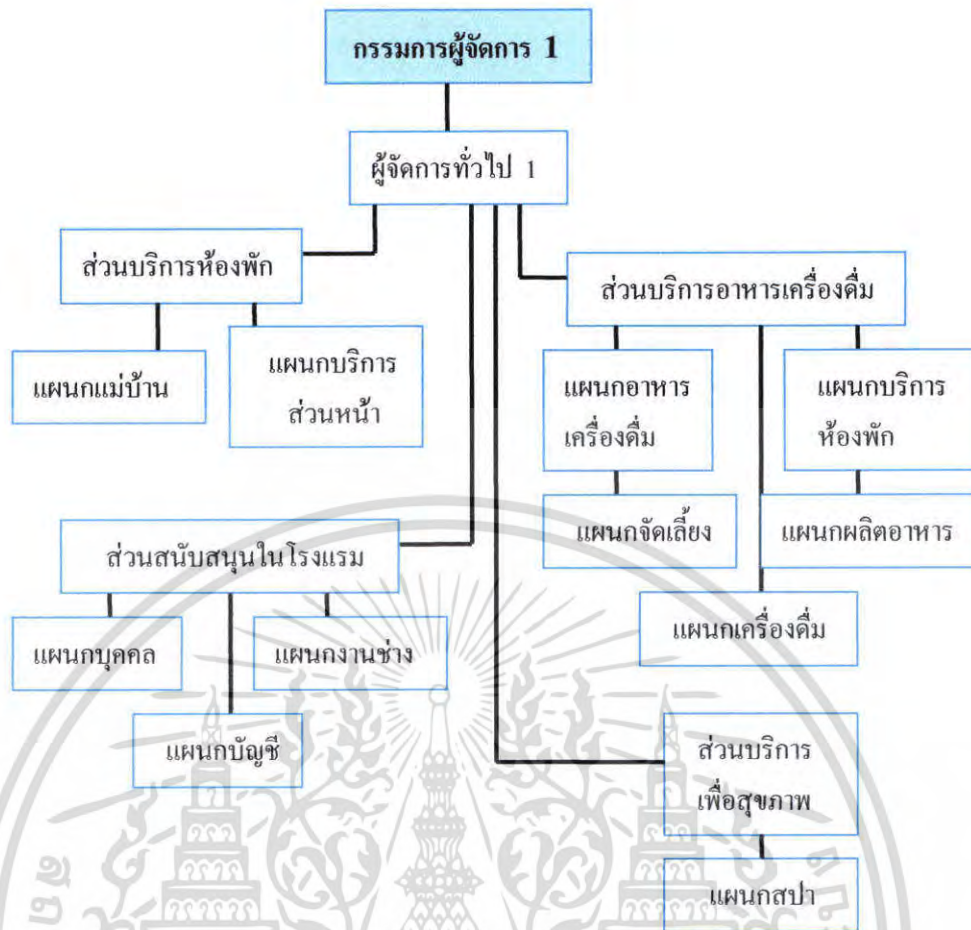 กรรมการผู้จัดการ 1
ผู้จัดการทั่วไป 1
ส่วนบริการห้องพัก
แผนกแม่บ้าน
แผนกบริการ
ส่วนหน้า
ส่วนบริการอาหารเครื่องดื่ม
แผนกอาหาร
เครื่องดื่ม
แผนกบริการ
ห้องพัก
แผนกจัดเลี้ยง
แผนกผลิตอาหาร
แผนกเครื่องดื่ม
ส่วนสนับสนุนในโรงแรม
แผนกบุคคล
แผนกงานช่าง
แผนกบัญชี
ส่วนบริการ
เพื่อสุขภาพ
แผนกสปา